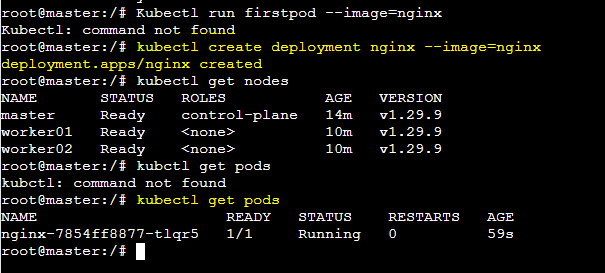 root@master:/# Kubectl run firstpod --image=nginx
Kubectl: command not found
root@master:/# kubectl create deployment nginx --image=nginx
deployment.apps/nginx created
root@master:/# kubectl get nodes
NAME STATUS ROLES AGE VERSION
master Ready control-plane 14m v1.29.9
worker01 Ready <none> 10m v1.29.9
worker02 Ready <none> 10m v1.29.9
root@master:/# kubctl get pods
kubctl: command not found
root@master:/# kubectl get pods
NAME READY STATUS RESTARTS AGE
nginx-7854ff8877-tlqr5 1/1 Running 0 59s
root@master:/#